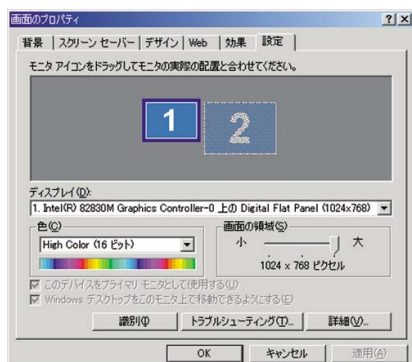 画面のプロパティ
背景 スクリーン セーバー デザイン Web 効果 設定
モニタ アイコンをドラッグしてモニタの実際の配置と合わせてください。
1 2
ディスプレイ(D):
1. Intel(R) 82830M Graphics Controller-0 上の Digital Flat Panel (1024x768)
色(C) 画面の領域(S)
High Color (16 ビット) 小 大
1024 x 768 ピクセル
このデバイスをプライマリ モニタとして使用する(U)
Windows デスクトップをこのモニタ上で移動できるようにする(E)
識別(I) トラブルシューティング(T)... 詳細(V)...
OK キャンセル 適用(A)